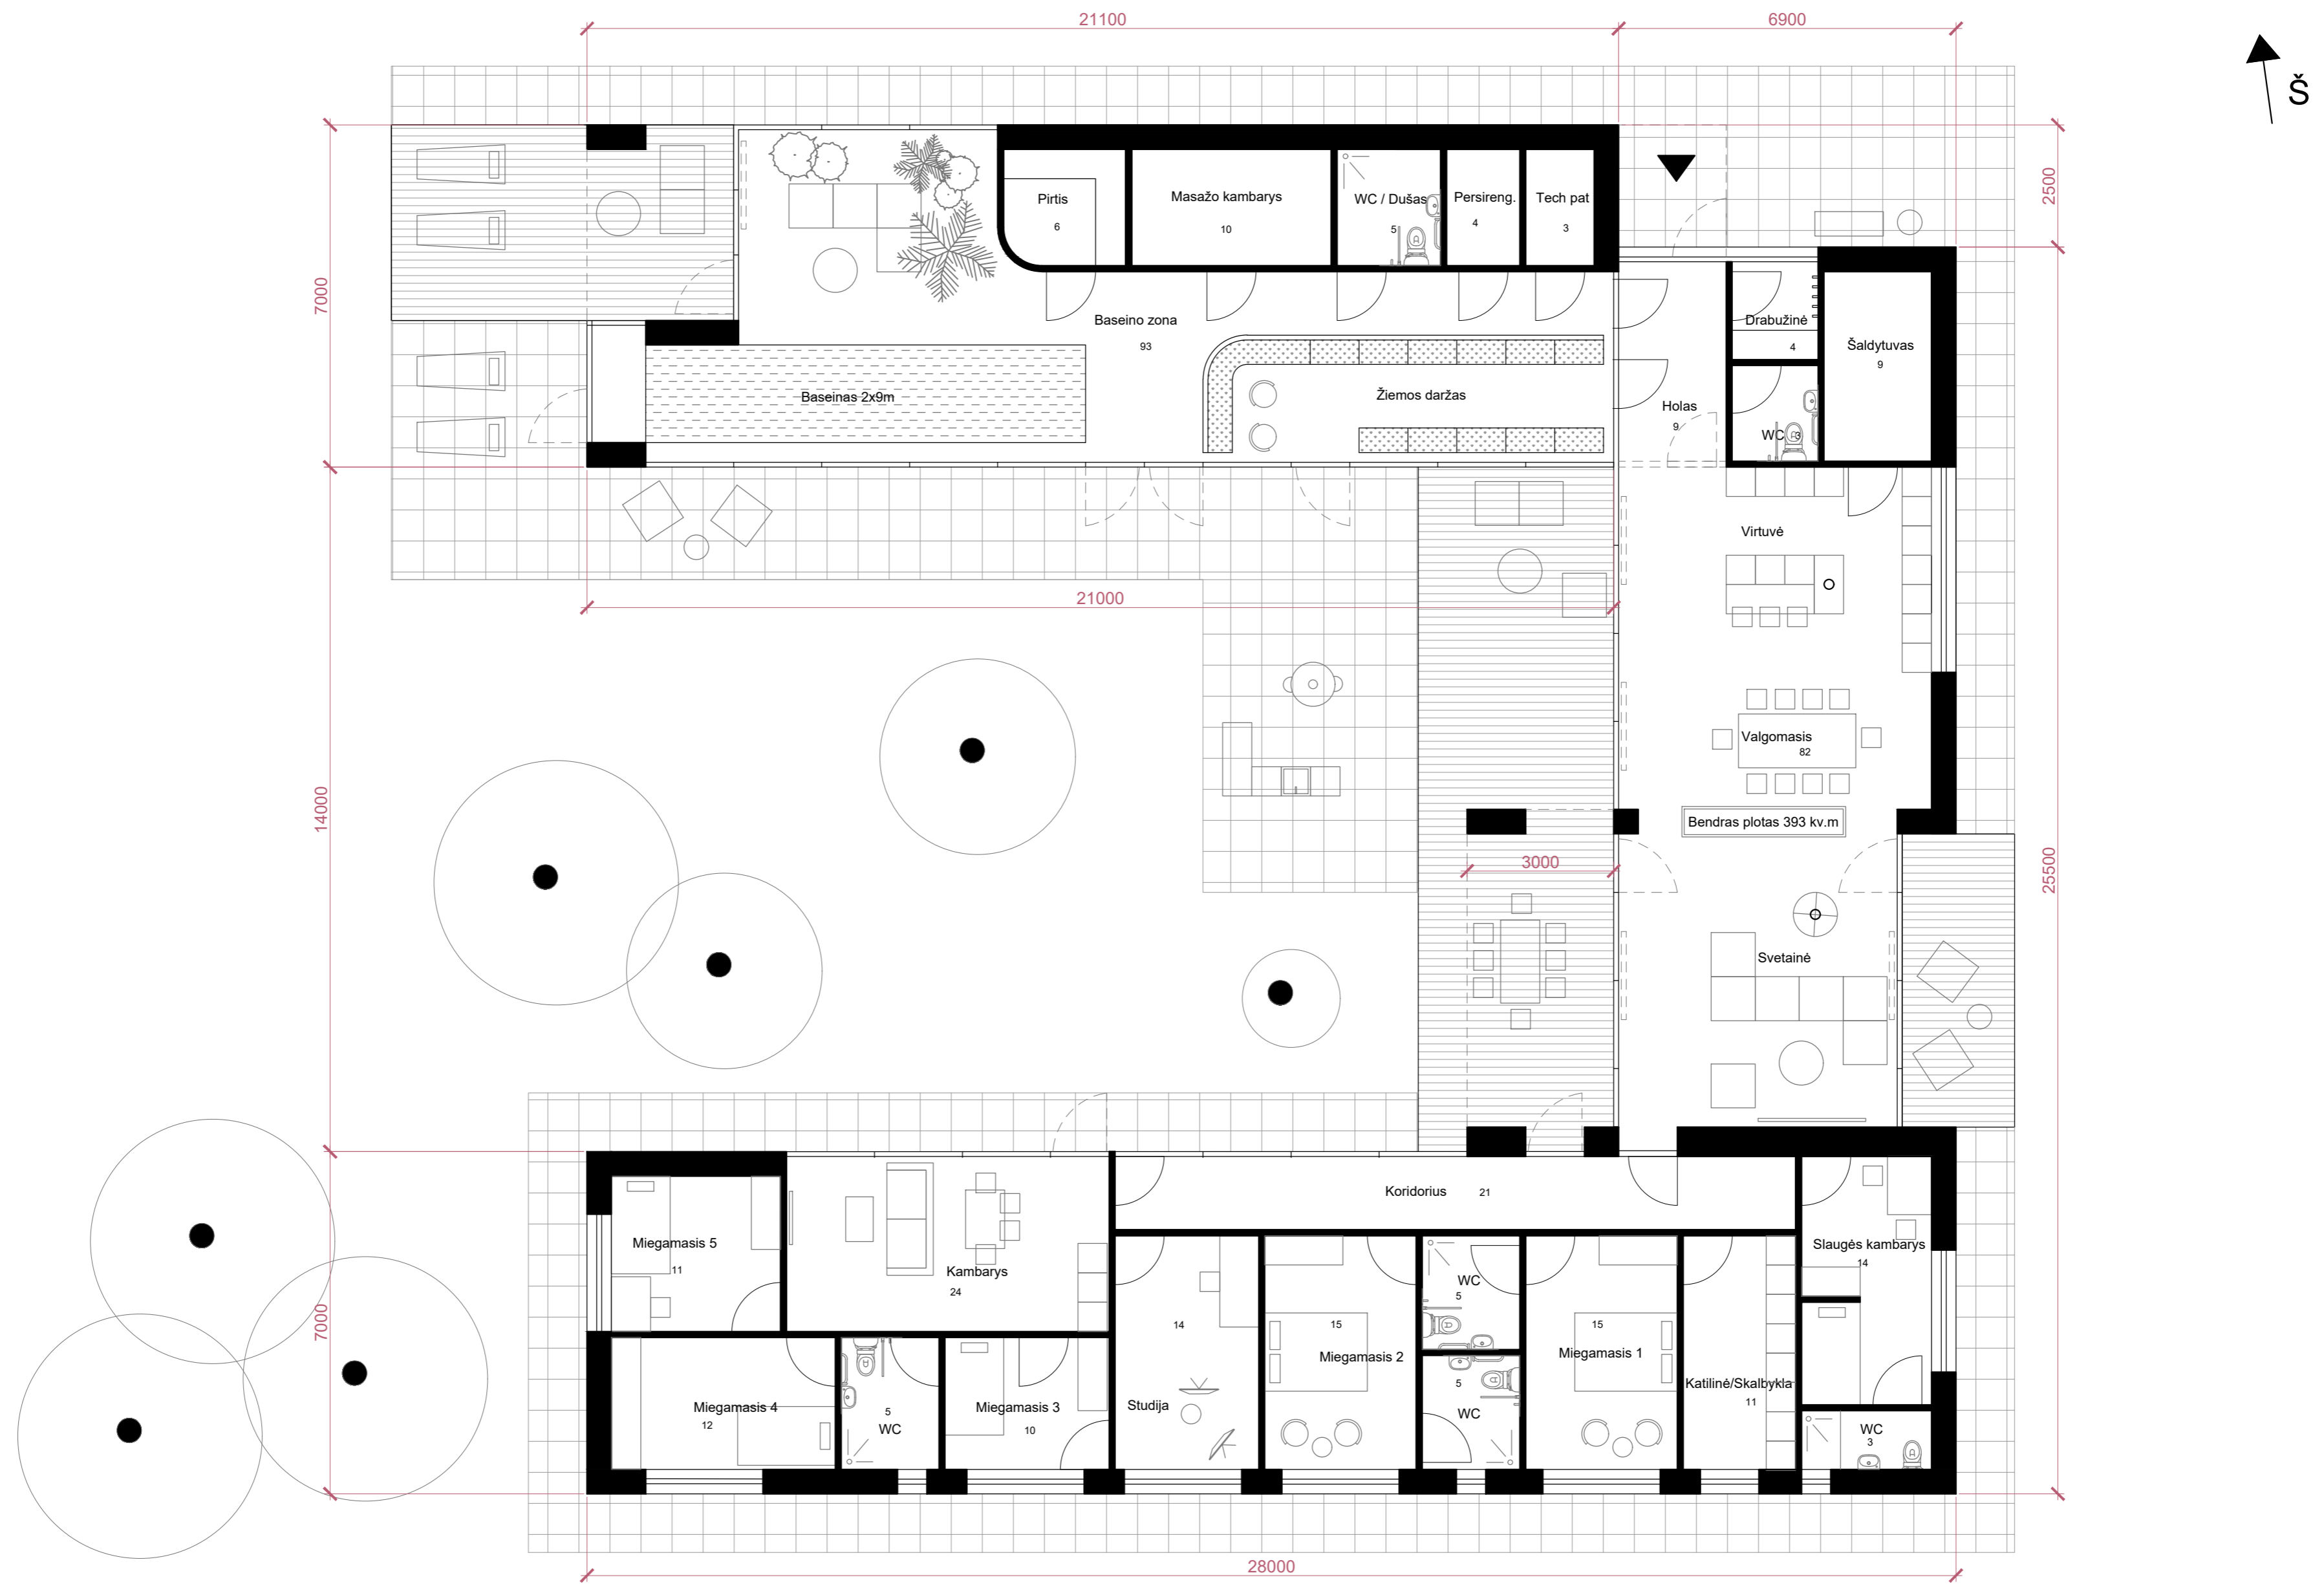 21100
6900
Š
2500
7000
Pirtis
6
Masažo kambarys
10
WC / Dušas
5
Persireng.
4
Tech pat
3
Baseino zona
93
Drabužinė
4
Šaldytuvas
9
Baseinas 2x9m
Žiemos daržas
Holas
9
WC
3
Virtuvė
21000
14000
Valgomasis
82
Bendras plotas 393 kv.m
3000
25500
Svetainė
Koridorius
21
Miegamasis 5
11
Kambarys
24
Slaugės kambarys
14
WC
5
7000
14
15
Miegamasis 2
15
Miegamasis 1
5
WC
Katilinė/Skalbykla
11
Miegamasis 4
12
5
WC
Miegamasis 3
10
Studija
WC
3
28000